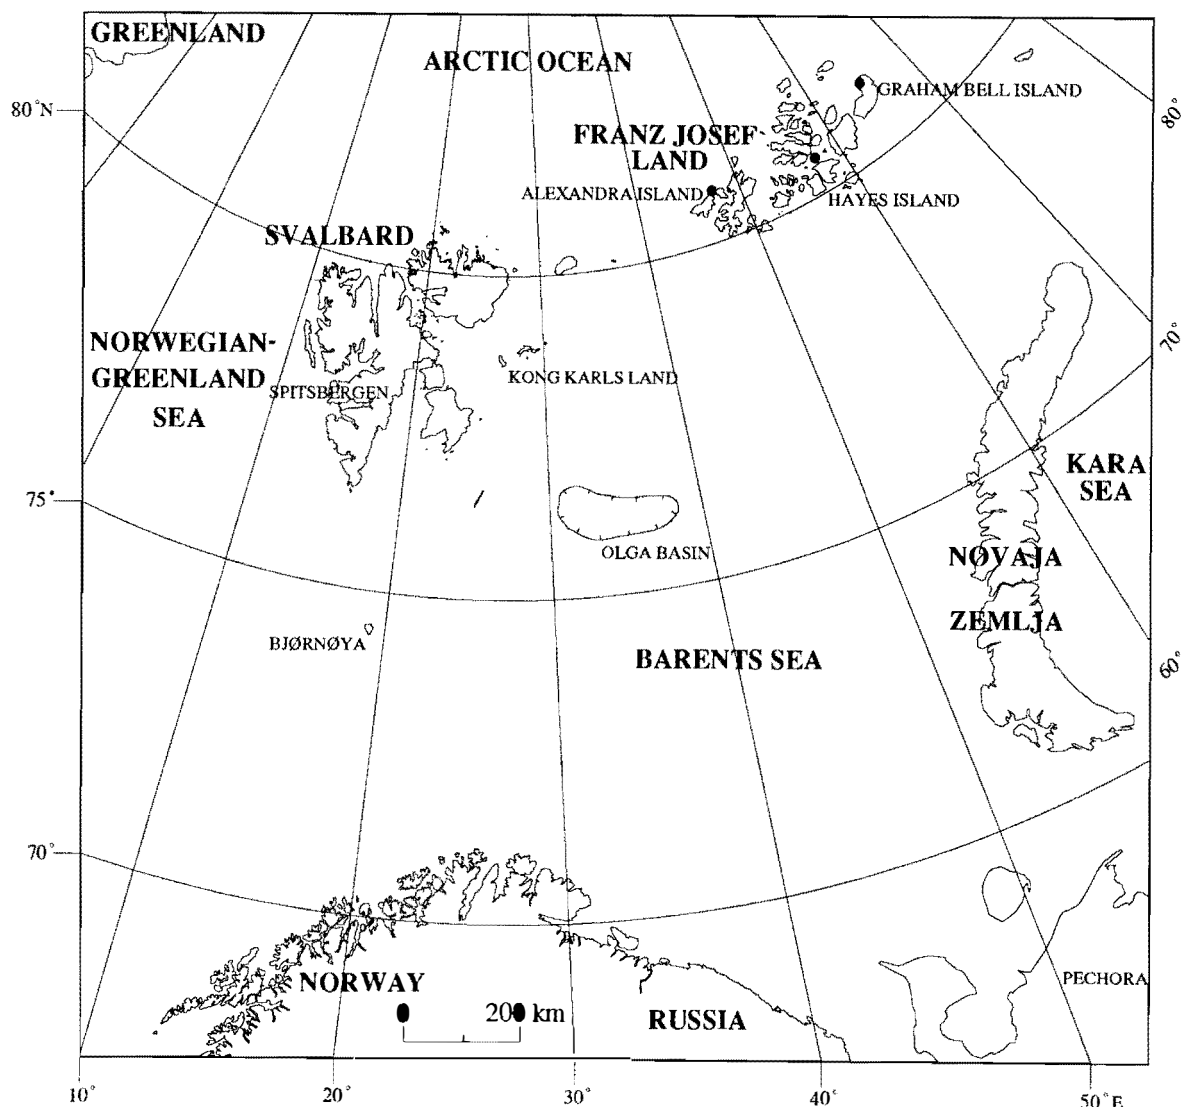 GREENLAND
ARCTIC OCEAN
GRAHAM BELL ISLAND
80°N
80°
FRANZ JOSEF
LAND
ALEXANDRA ISLAND
HAYES ISLAND
SVALBARD
NORWEGIAN-
GREENLAND
SEA
SPITSBERGEN
KONG KARLS LAND
70°
KARA
SEA
75°
OLGA BASIN
NØVAJA
ZEMLJA
BJØRNØYA
BARENTS SEA
60°
70°
NORWAY
PECHORA
200 km
RUSSIA
10°
20°
30°
40°
50°E